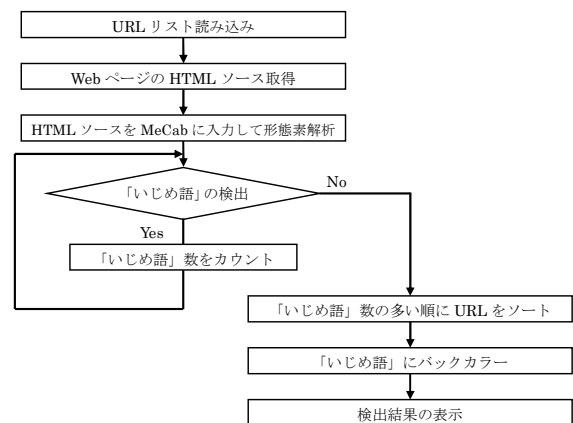 URL リスト読み込み
Web ページの HTML ソース取得
HTML ソースを MeCab に入力して形態素解析
「いじめ語」の検出
No
Yes
「いじめ語」数をカウント
「いじめ語」数の多い順に URL をソート
「いじめ語」にバックカラー
検出結果の表示